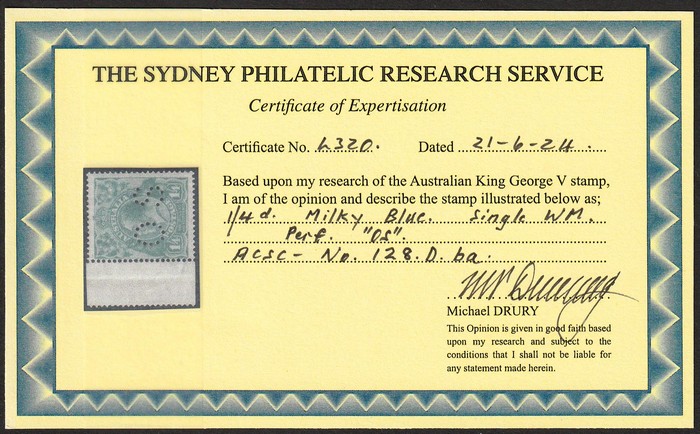 THE SYDNEY PHILATELIC RESEARCH SERVICE
Certificate of Expertisation
Certificate No. L320. Dated 21-6-24.
Based upon my research of the Australian King George V stamp,
I am of the opinion and describe the stamp illustrated below as;
1/4d. Milky Blue. Single WM.
Perf. "OS".
ACSC - No. 128.D.ba.
Michael DRURY
This Opinion is given in good faith based
upon my research and subject to the
conditions that I shall not be liable for
any statement made herein.